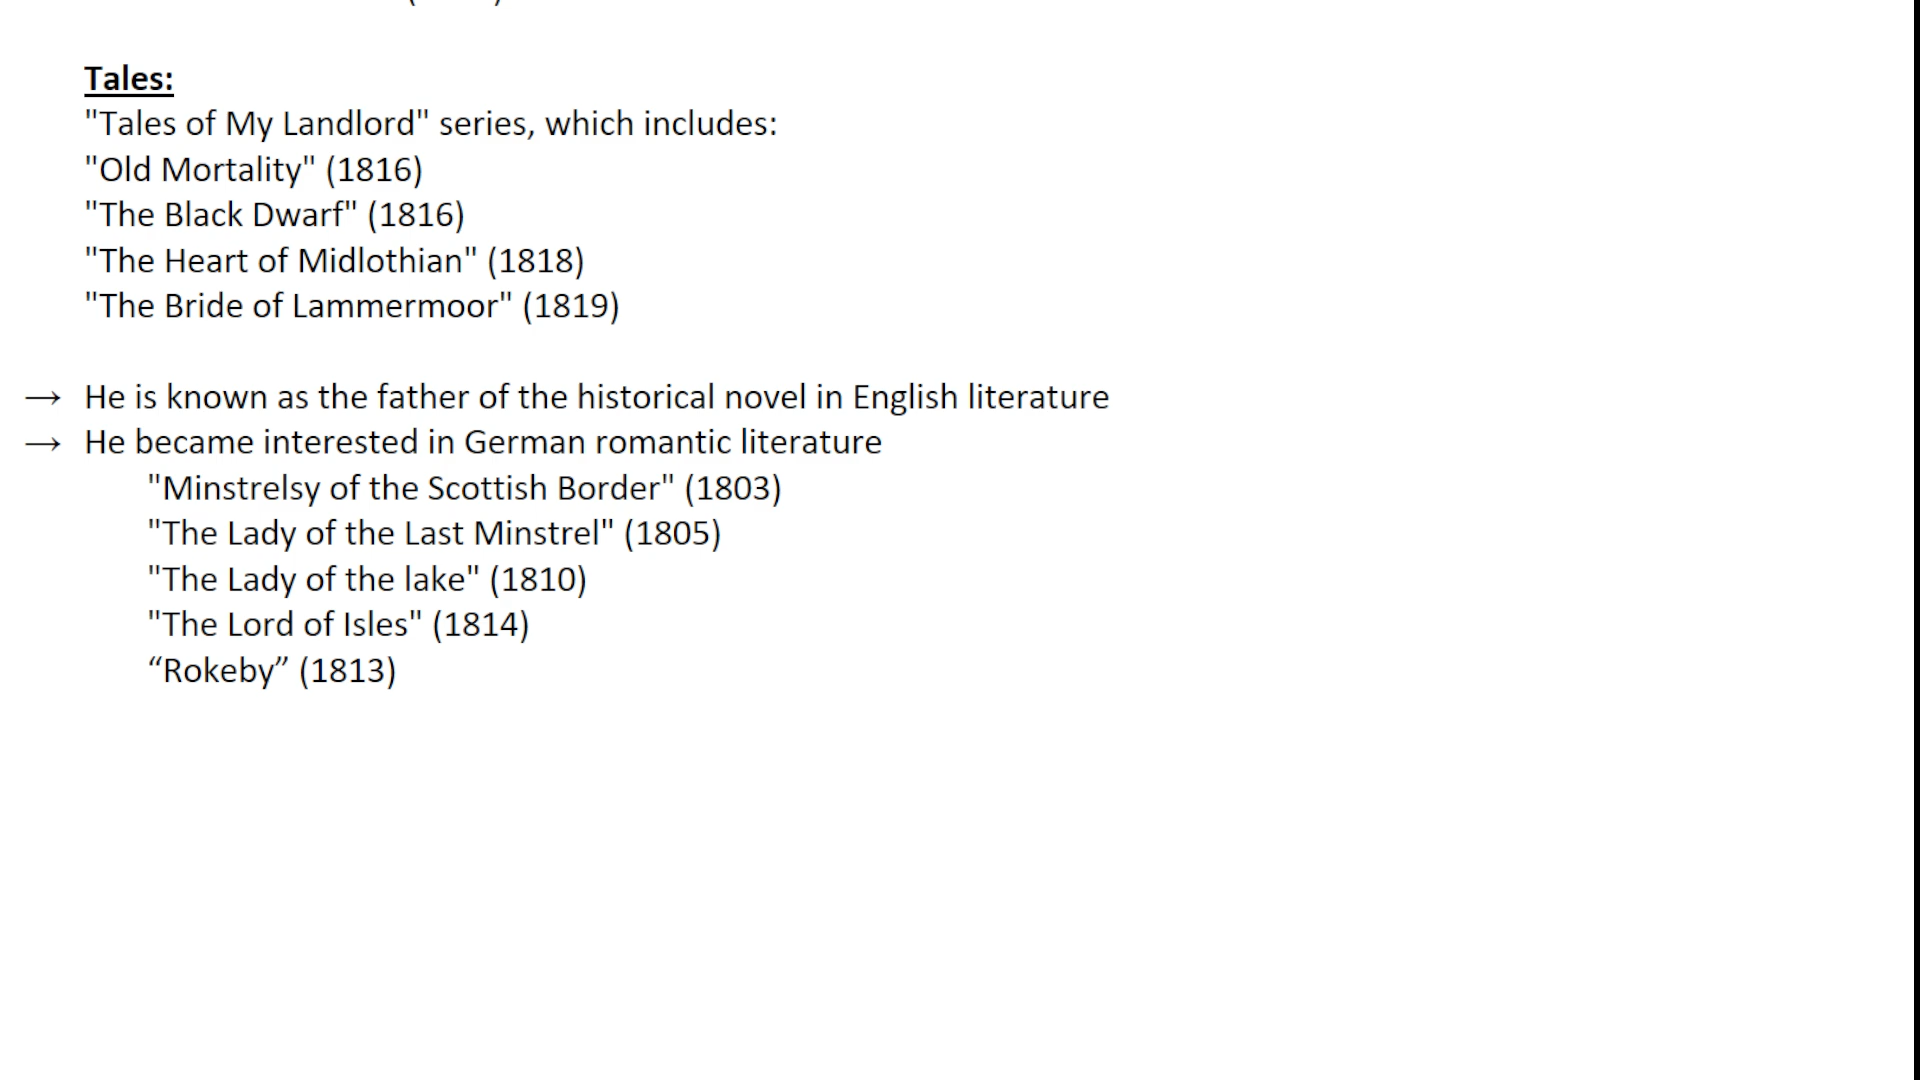 Tales:
"Tales of My Landlord" series, which includes:
"Old Mortality" (1816)
"The Black Dwarf" (1816)
"The Heart of Midlothian" (1818)
"The Bride of Lammermoor" (1819)
→ He is known as the father of the historical novel in English literature
→ He became interested in German romantic literature
"Minstrelsy of the Scottish Border" (1803)
"The Lady of the Last Minstrel" (1805)
"The Lady of the lake" (1810)
"The Lord of Isles" (1814)
“Rokeby” (1813)